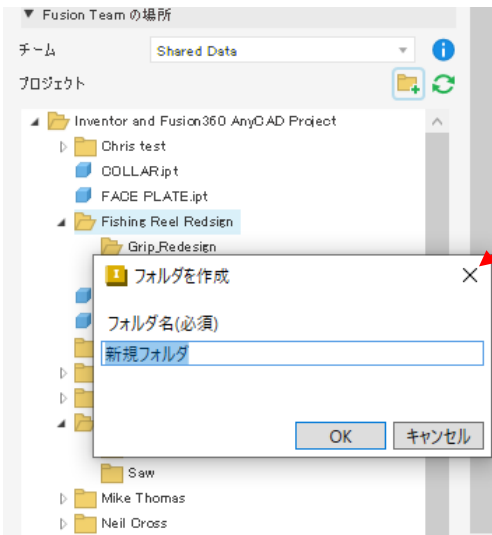 Fusion Team の場所
チーム
Shared Data
プロジェクト
Inventor and Fusion360 AnyCAD Project
Chris test
COLLAR.ipt
FACE PLATE.ipt
Fishing Reel Redsign
Grip_Redesign
フォルダを作成
フォルダ名(必須)
新規フォルダ
OK
キャンセル
Saw
Mike Thomas
Neil Cross